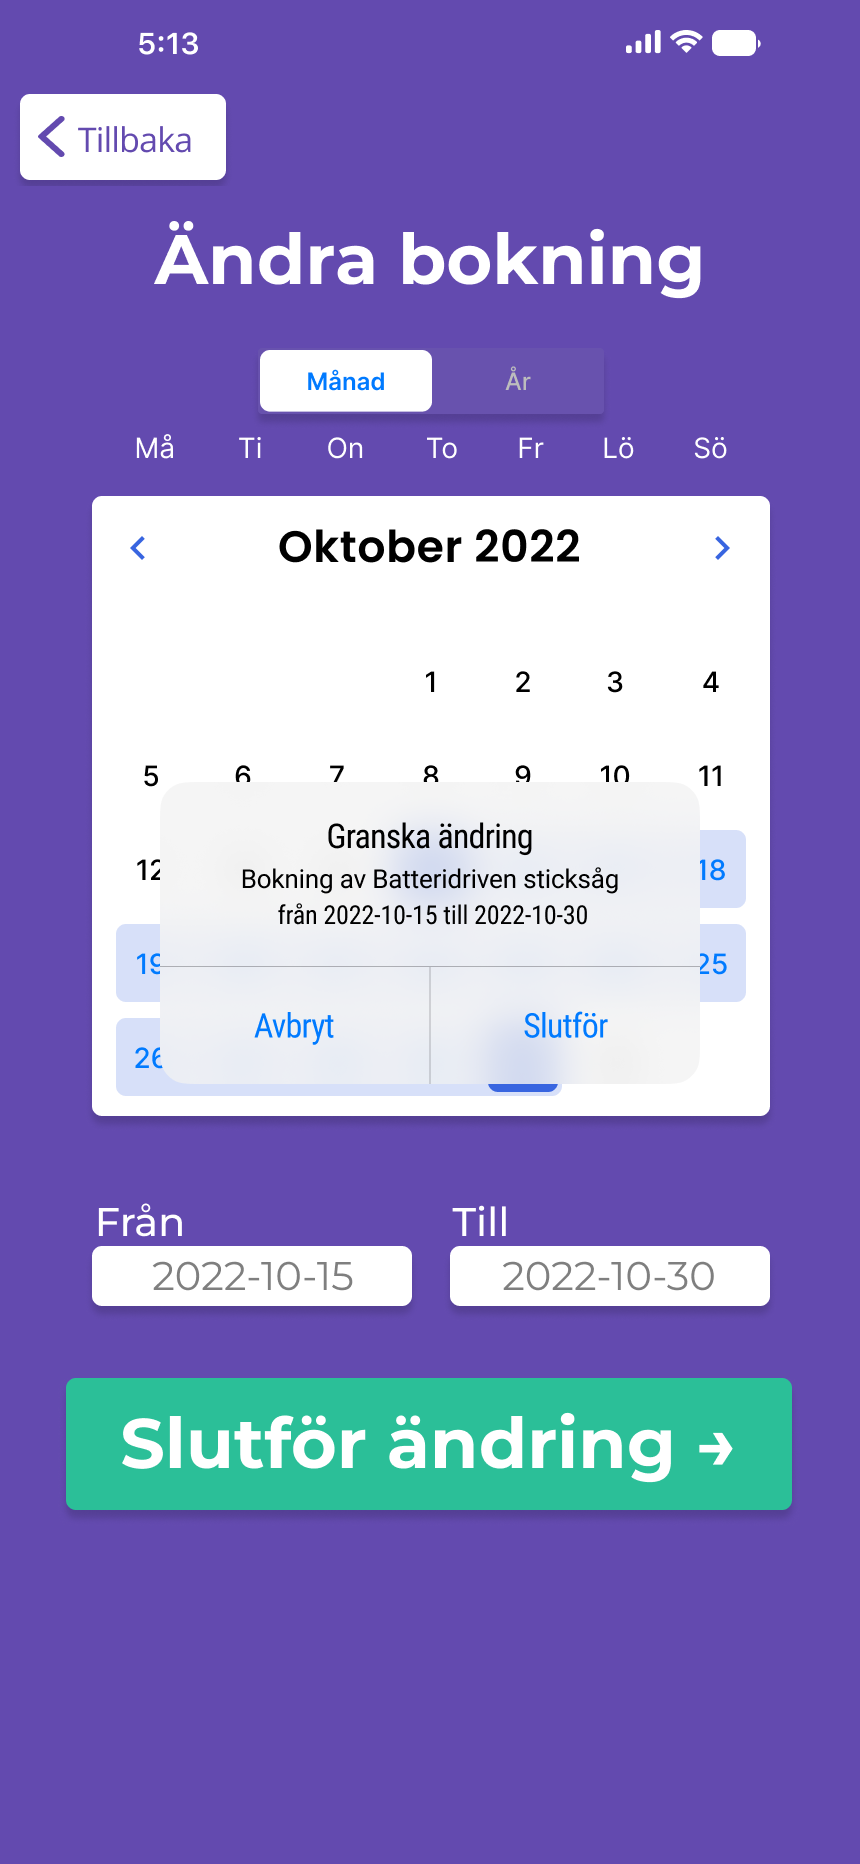 5:13
Tillbaka
Ändra bokning
Månad År
Må Ti On To Fr Lö Sö
Oktober 2022
1 2 3 4
5 6 7 8 9 10 11
12 18
Granska ändring
Bokning av Batteridriven sticksåg
från 2022-10-15 till 2022-10-30
19 25
Avbryt Slutför
26
Från Till
2022-10-15 2022-10-30
Slutför ändring →